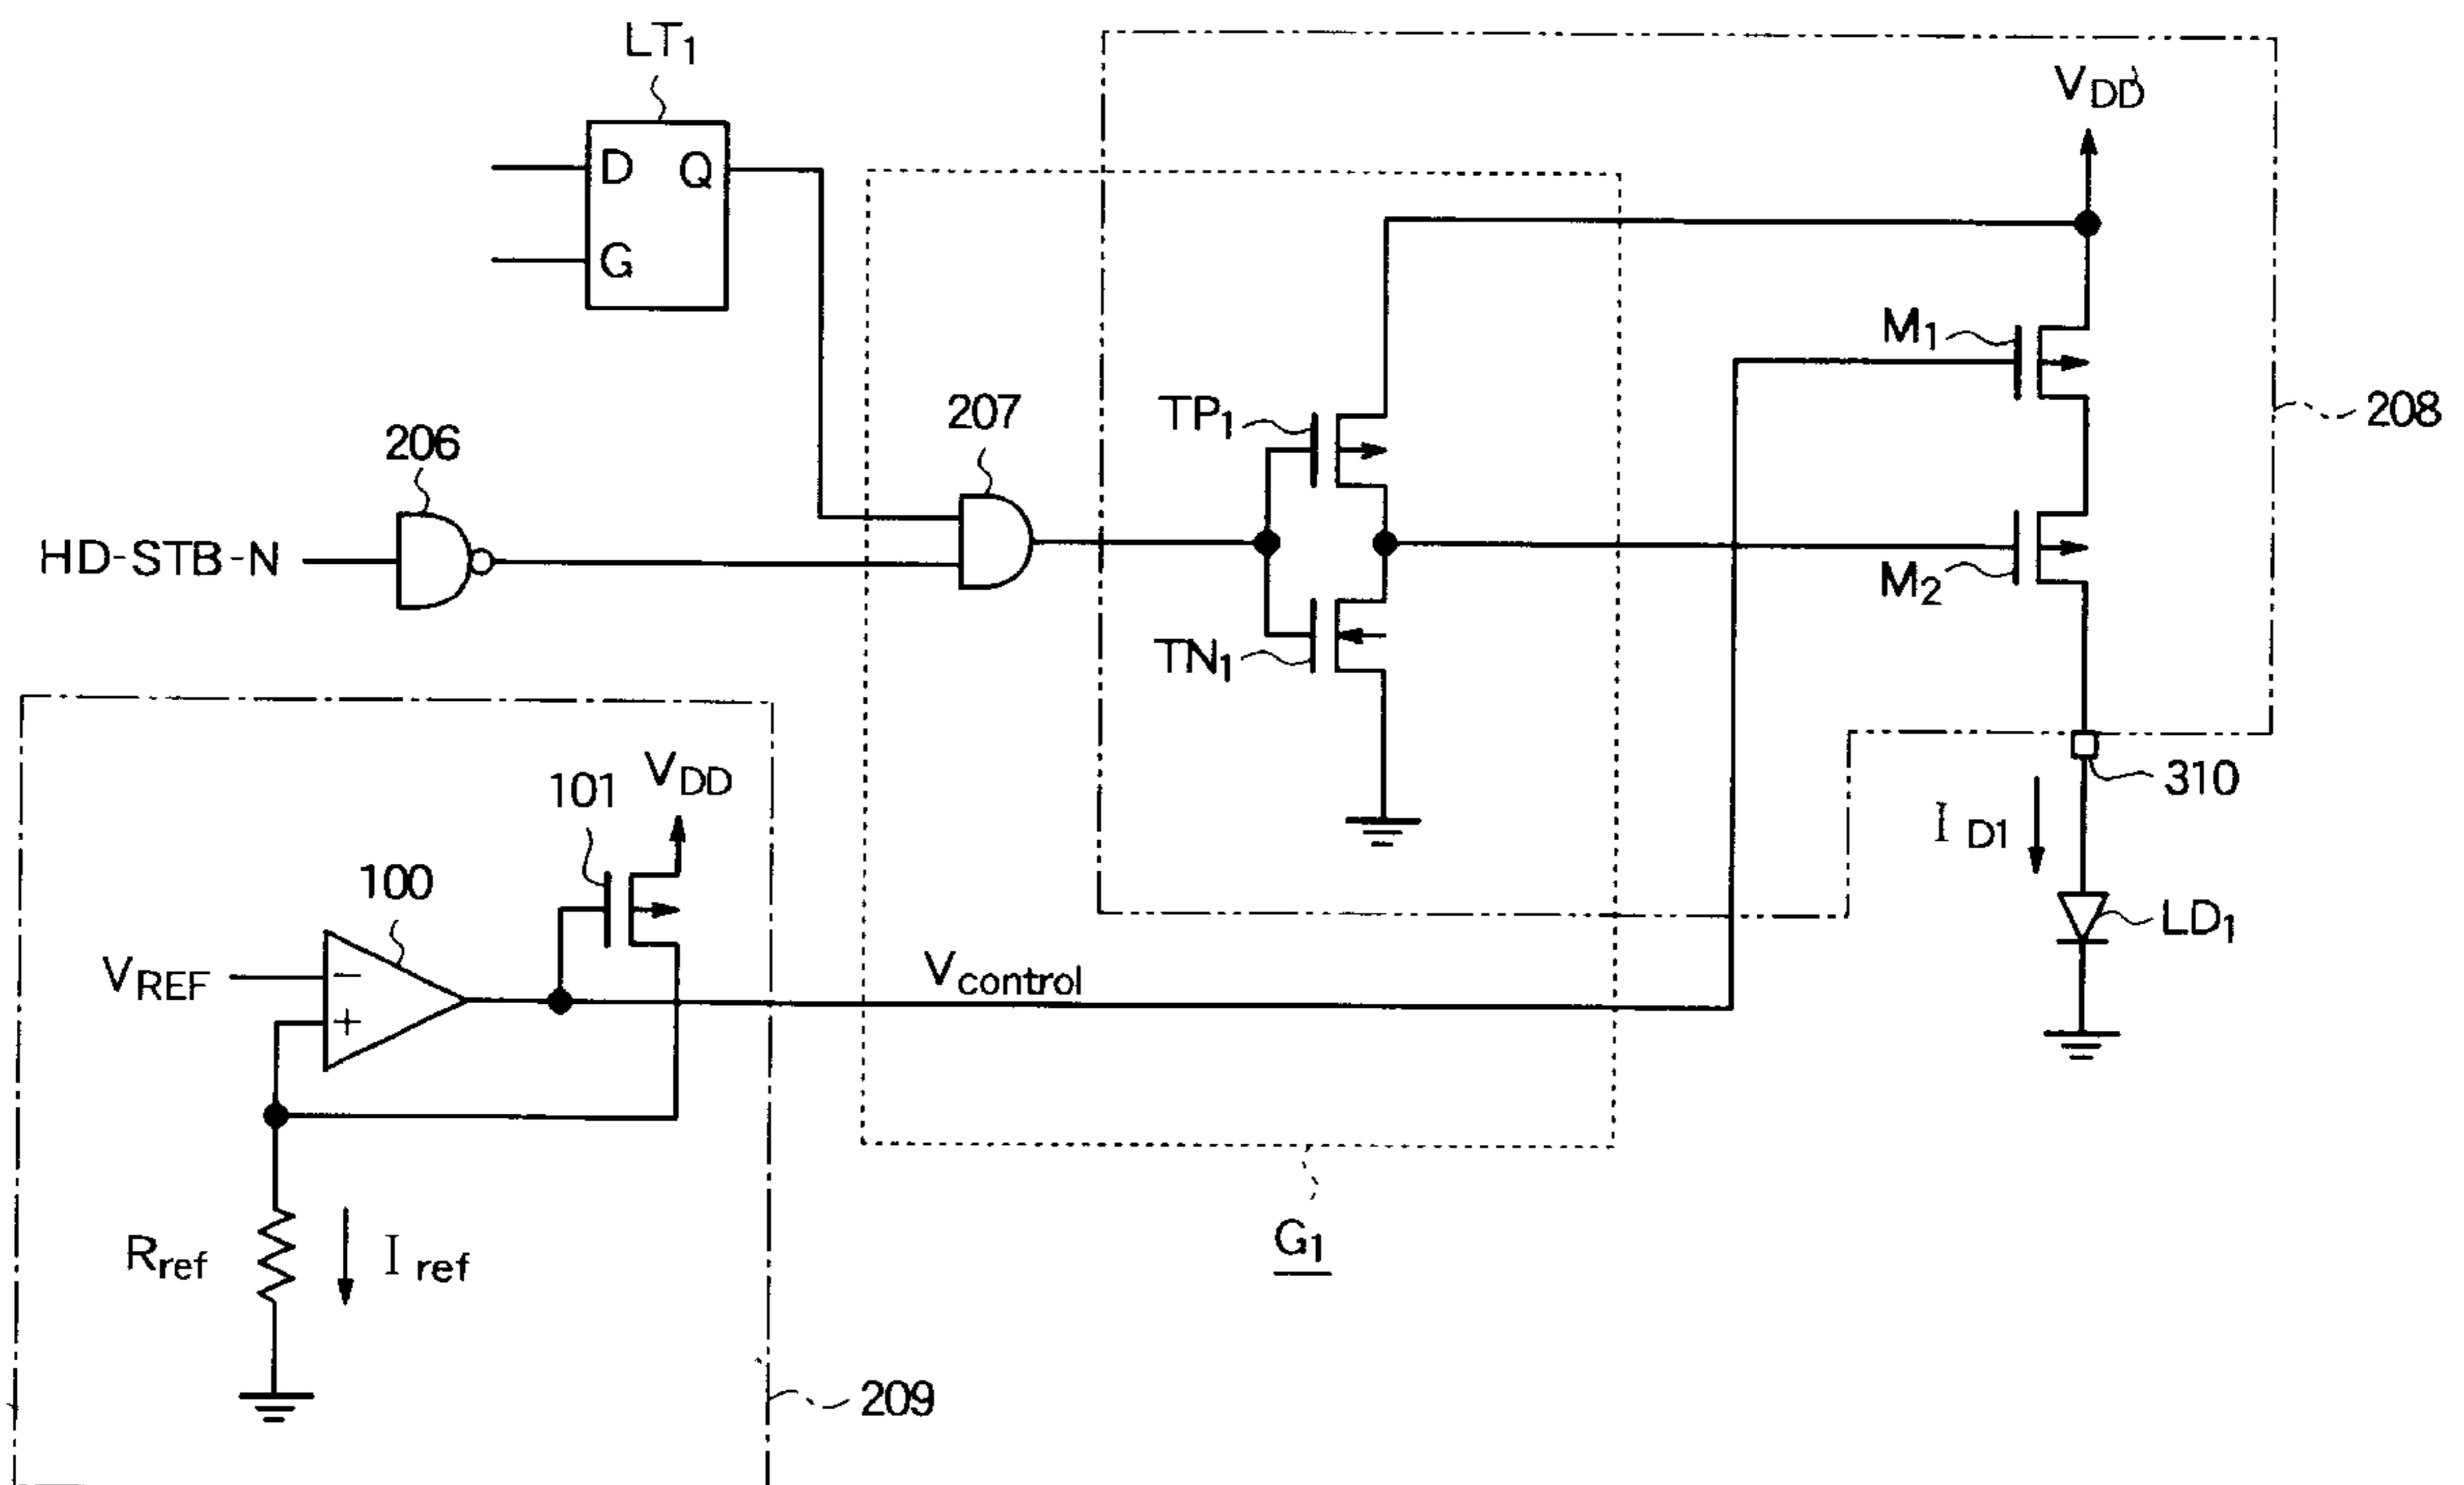 LT1
VDD
D Q
G
M1
208
TP1
207
206
HD-STB-N
M2
TN1
310
VDD
101
ID1
100
LD1
VREF
−
+
Vcontrol
Rref
Iref
G1
209